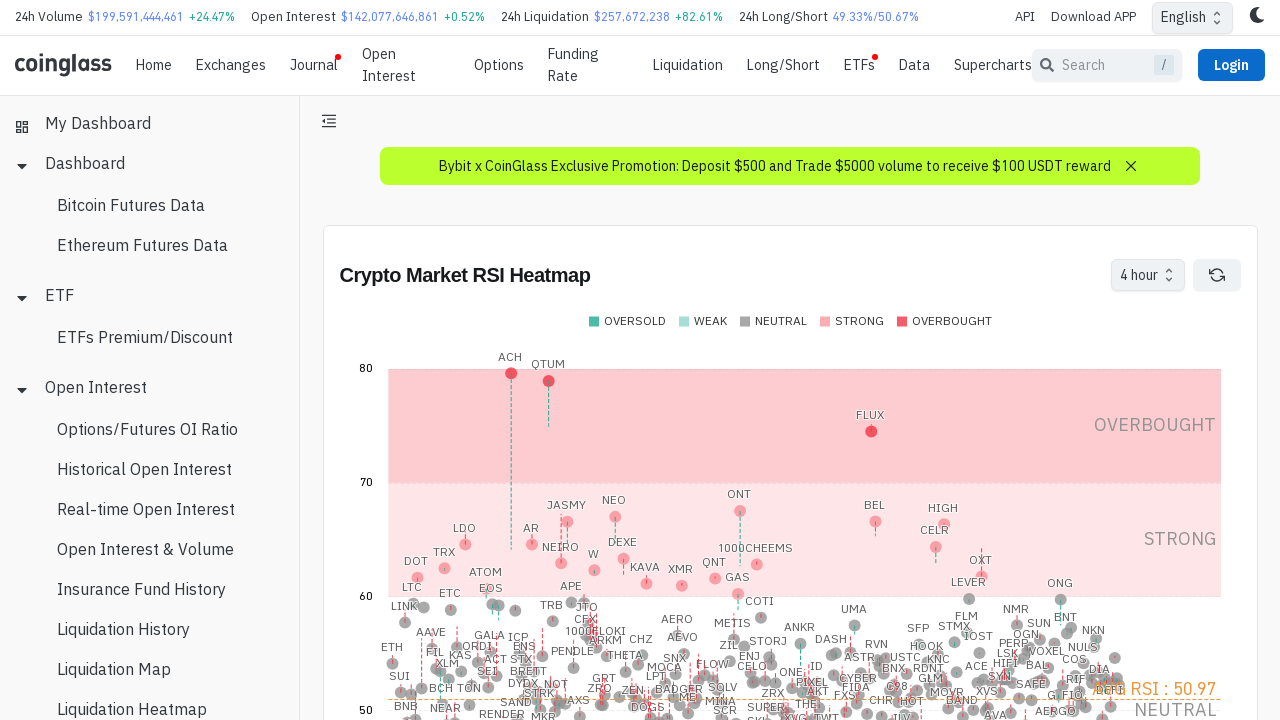 24h Volume $199,591,444,461 +24.47% Open Interest $142,077,646,861 +0.52% 24h Liquidation $257,672,238 +82.61% 24h Long/Short 49.33%/50.67% API Download APP English
coinglass Home Exchanges Journal Open Interest Options Funding Rate Liquidation Long/Short ETFs Data Supercharts Search / Login
My Dashboard
Dashboard
Bitcoin Futures Data
Ethereum Futures Data
ETF
ETFs Premium/Discount
Open Interest
Options/Futures OI Ratio
Historical Open Interest
Real-time Open Interest
Open Interest & Volume
Insurance Fund History
Liquidation History
Liquidation Map
Liquidation Heatmap
Bybit x CoinGlass Exclusive Promotion: Deposit $500 and Trade $5000 volume to receive $100 USDT reward
Crypto Market RSI Heatmap
4 hour
OVERSOLD WEAK NEUTRAL STRONG OVERBOUGHT
80
ACH QTUM
FLUX
OVERBOUGHT
70
JASMY NEO ONT BEL HIGH
LDO AR CELR
STRONG
TRX NEIRO W DEXE 1000CHEEMS
DOT KAVA XMR QNT OXT
LTC ATOM EOS APE GAS LEVER ONG
60
LINK ETC TRB JTO COTI UMA NMR
CFX AERO METIS FLM SUN BNT
AAVE GALA ICP 1000FLOKI ANKR SFP STMX NKN
ETH FIL ORDI ENS ARKM CHZ AEVO ZIL STORJ DASH RVN HOOK IOST OGN PERP NULS
XLM KAS ACT STX PENDLE THETA SNX ENJ ASTR USTC KNC LSK VOXEL COS
SUI SEI BRETT MOCA FLOW CELO ONE ID BNX RDNT ACE HIFI BAL DIA
BCH TON DYDX NOT GRT LPT PIXEL CYBER GLM SYN RIF
STRK ZRO ZEN BADGER SOLV ZRX AKT IDA C98 MOVR XVS SAFE
RSI : 50.97
BNB NEAR SAND AXS DOGS ME MINA SUPER THE FXS CHR HOT BAND G FIO
50
RENDER MKR SCR XVG TWT AVA AERGO
NEUTRAL